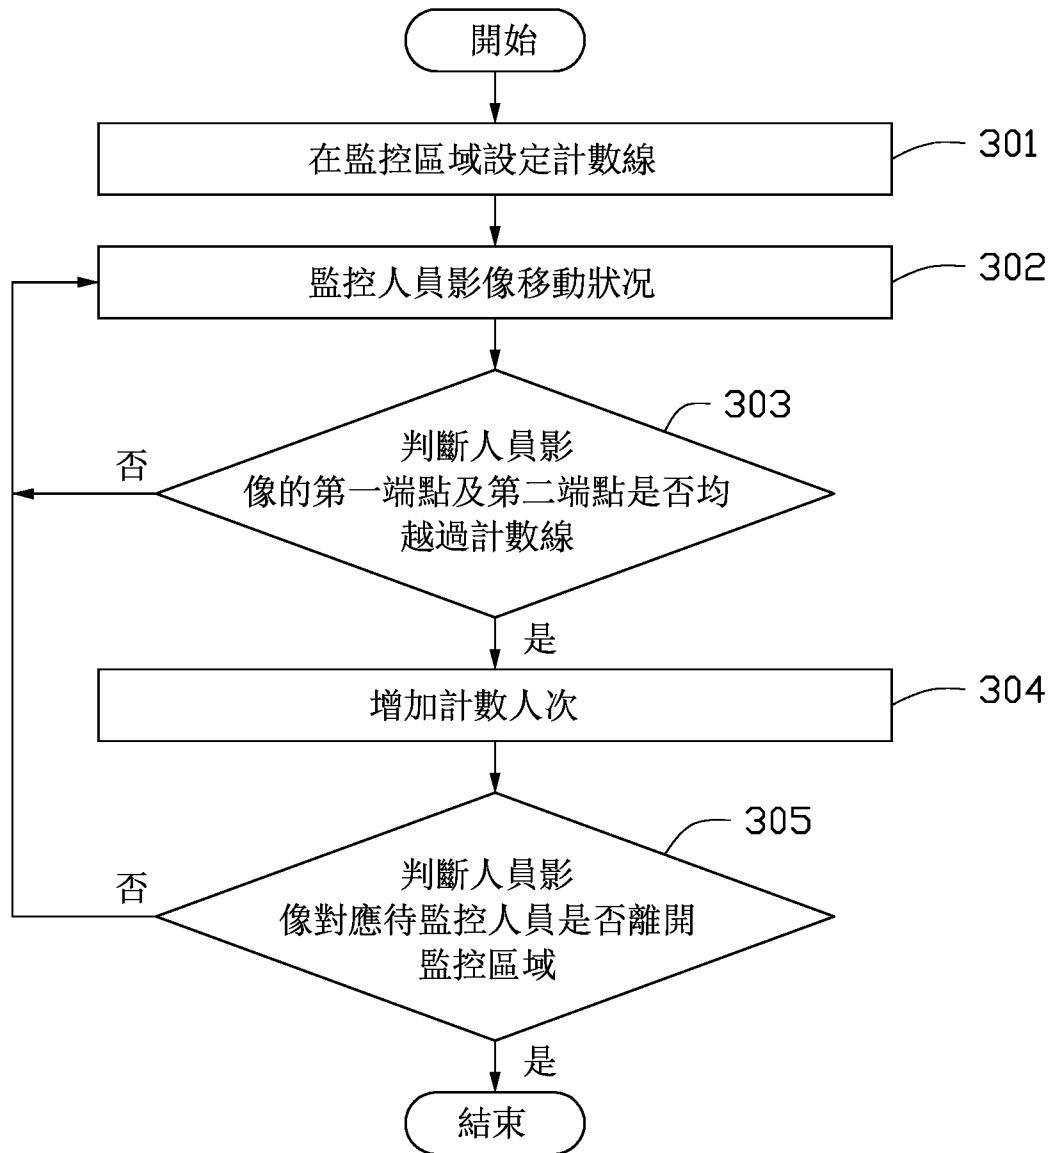 開始
在監控區域設定計數線
301
監控人員影像移動狀況
302
303
判斷人員影
像的第一端點及第二端點是否均
越過計數線
否
是
增加計數人次
304
305
判斷人員影
像對應待監控人員是否離開
監控區域
否
是
結束